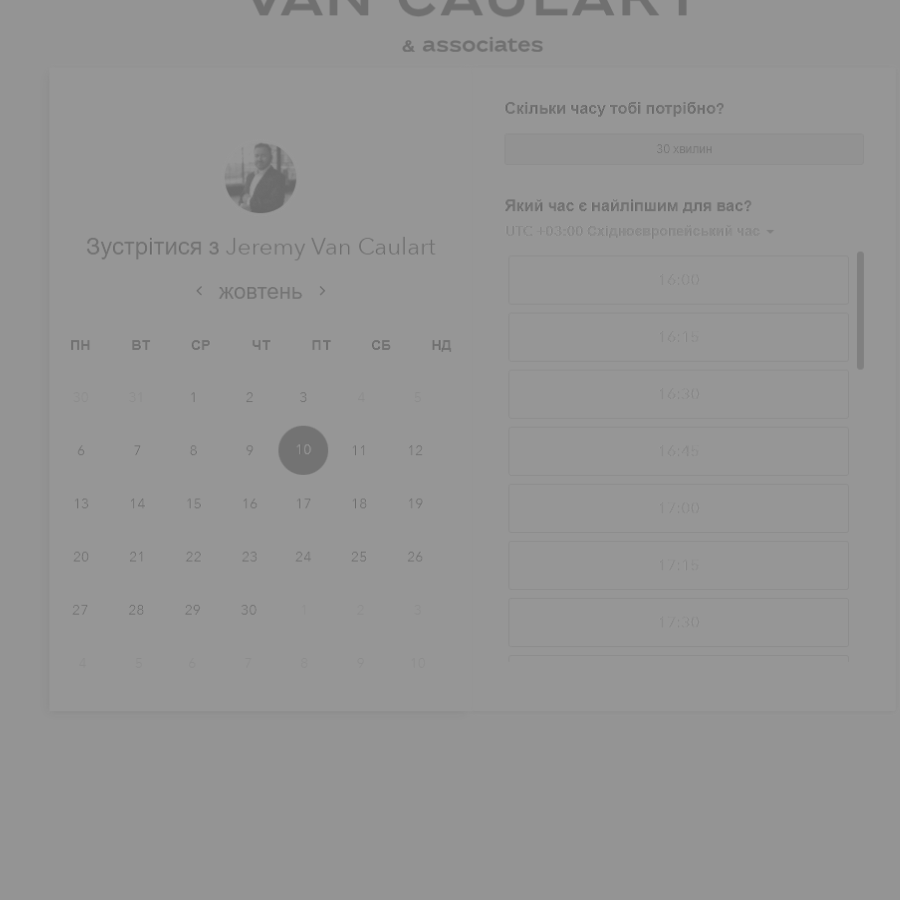 VAN CAULART
& associates
Зустрітися з Jeremy Van Caulart
жовтень
ПН ВТ СР ЧТ ПТ СБ НД
30 31 1 2 3 4 5
6 7 8 9 10 11 12
13 14 15 16 17 18 19
20 21 22 23 24 25 26
27 28 29 30 1 2 3
4 5 6 7 8 9 10
Скільки часу тобі потрібно?
30 хвилин
Який час є найліпшим для вас?
UTC +03:00 Східноєвропейський час
16:00
16:15
16:30
16:45
17:00
17:15
17:30